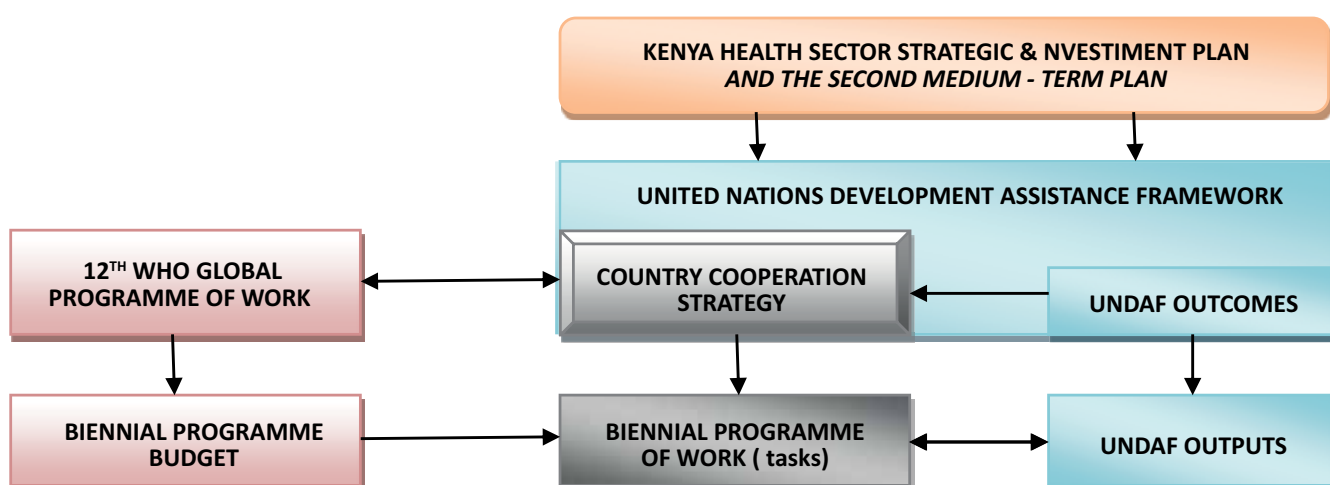 KENYA HEALTH SECTOR STRATEGIC & NVESTIMENT PLAN
AND THE SECOND MEDIUM - TERM PLAN
UNITED NATIONS DEVELOPMENT ASSISTANCE FRAMEWORK
12TH WHO GLOBAL
PROGRAMME OF WORK
COUNTRY COOPERATION
STRATEGY
UNDAF OUTCOMES
BIENNIAL PROGRAMME
BUDGET
BIENNIAL PROGRAMME
OF WORK ( tasks)
UNDAF OUTPUTS